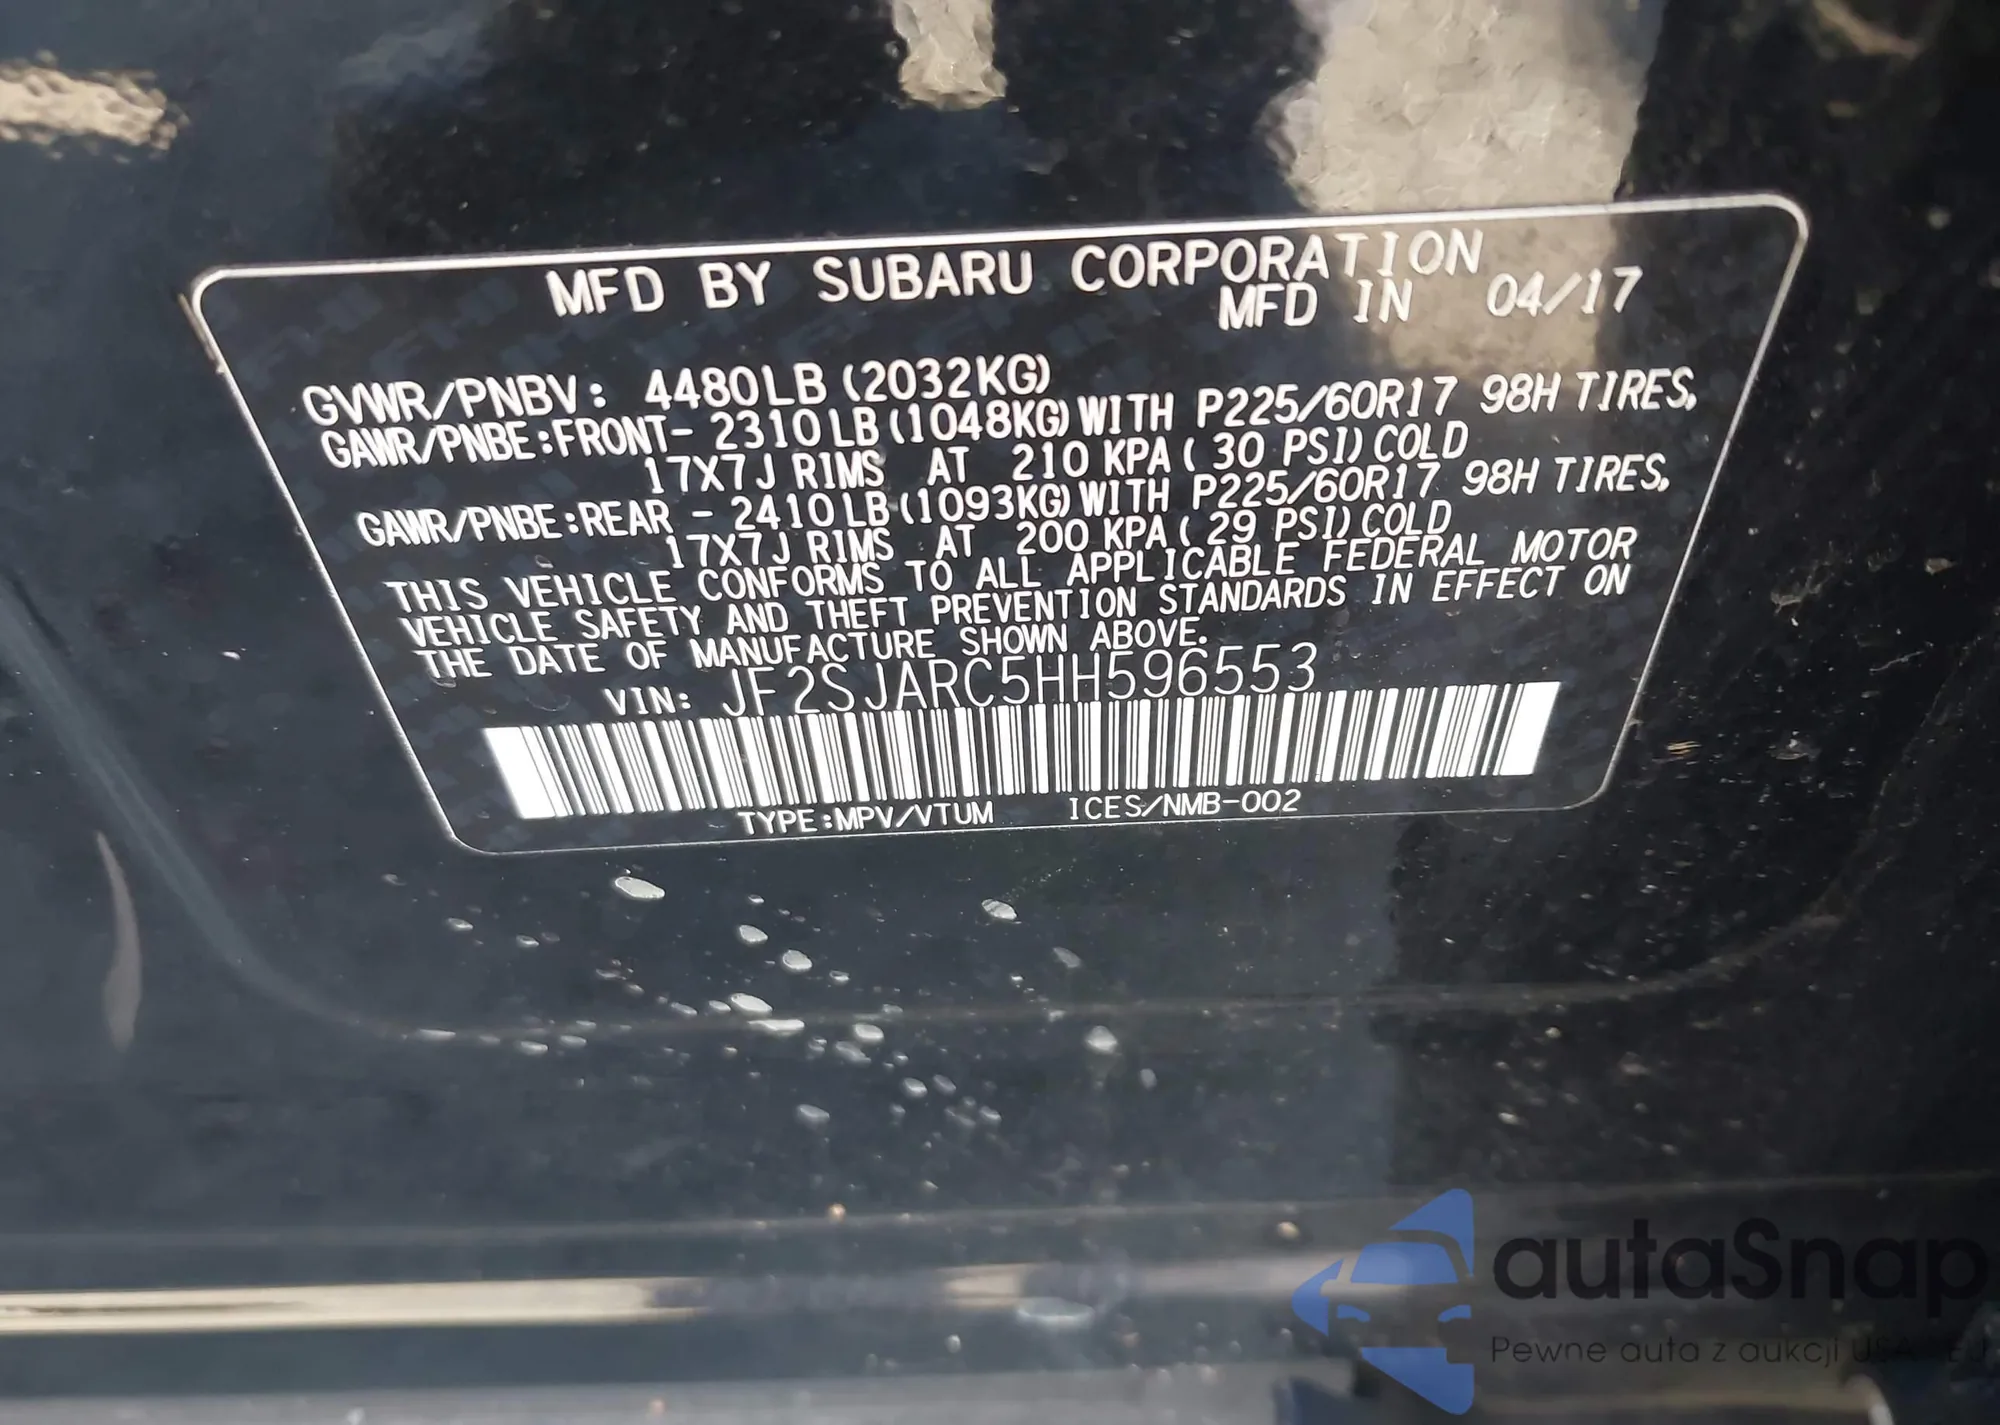 MFD BY SUBARU CORPORATION
MFD IN 04/17
GVWR/PNBV: 4480LB (2032KG)
GAWR/PNBE:FRONT- 2310LB (1048KG) WITH P225/60R17 98H TIRES,
17X7J RIMS AT 210 KPA ( 30 PSI) COLD
GAWR/PNBE:REAR - 2410LB (1093KG) WITH P225/60R17 98H TIRES,
17X7J RIMS AT 200 KPA ( 29 PSI) COLD
THIS VEHICLE CONFORMS TO ALL APPLICABLE FEDERAL MOTOR
VEHICLE SAFETY AND THEFT PREVENTION STANDARDS IN EFFECT ON
THE DATE OF MANUFACTURE SHOWN ABOVE.
VIN: JF2SJARC5HH596553
TYPE:MPV/VTUM ICES/NMB-002
autaSnap
Pewne auta z aukcji USA EU